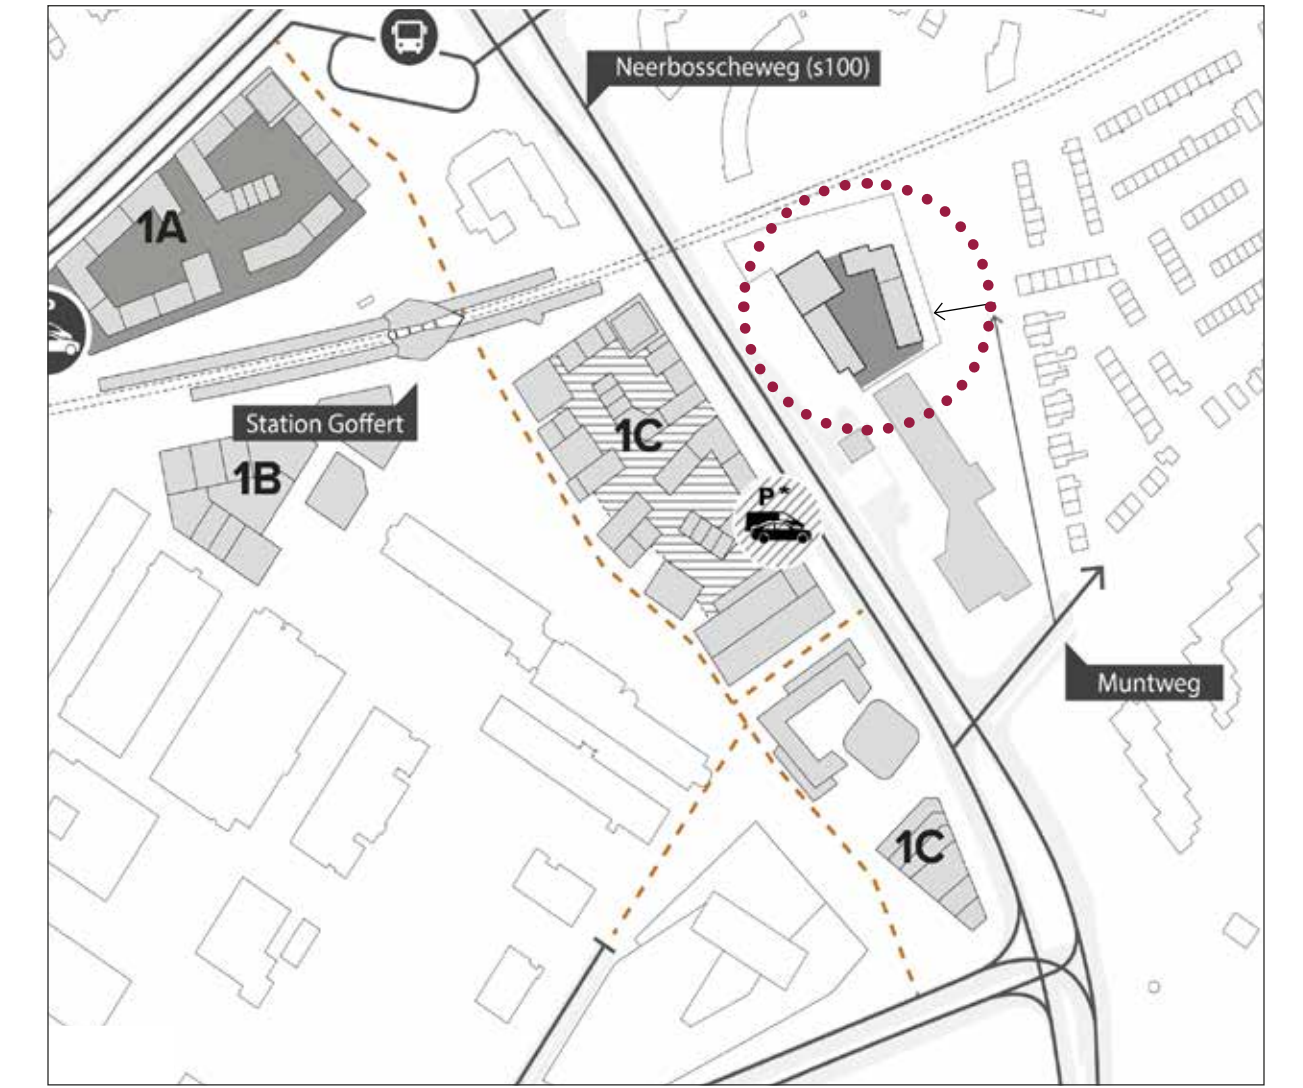 Neerbosscheweg (s100)
1A
Station Goffert
1C
1B
P*
Muntweg
1C